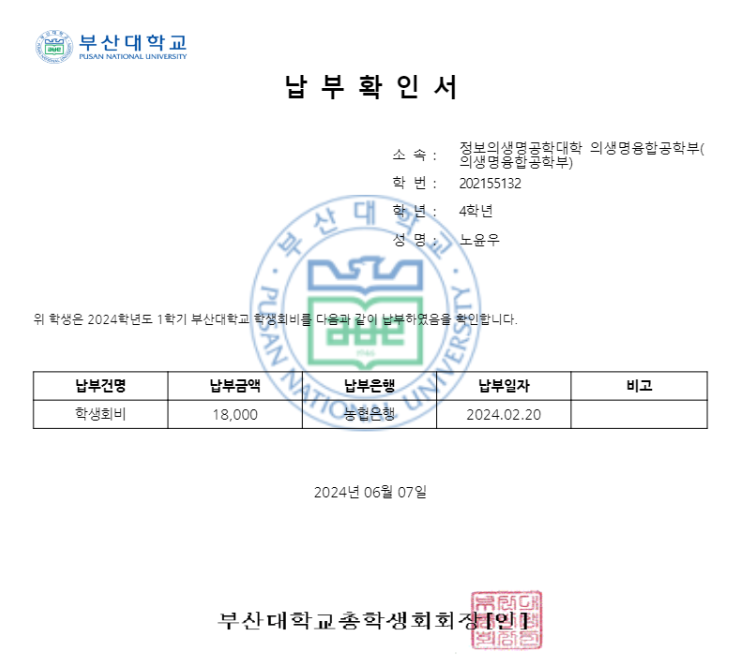 부산대학교
PUSAN NATIONAL UNIVERSITY
납 부 확 인 서
소 속 : 정보의생명공학대학 의생명융합공학부(
의생명융합공학부)
학 번 : 202155132
학 년 : 4학년
성 명 : 노윤우
부산대학교 · PUSAN NATIONAL UNIVERSITY ·
위 학생은 2024학년도 1학기 부산대학교 학생회비를 다음과 같이 납부하였음을 확인합니다.
납부건명 납부금액 납부은행 납부일자 비고
학생회비 18,000 농협은행 2024.02.20
2024년 06월 07일
부산대학교총학생회회장[인]